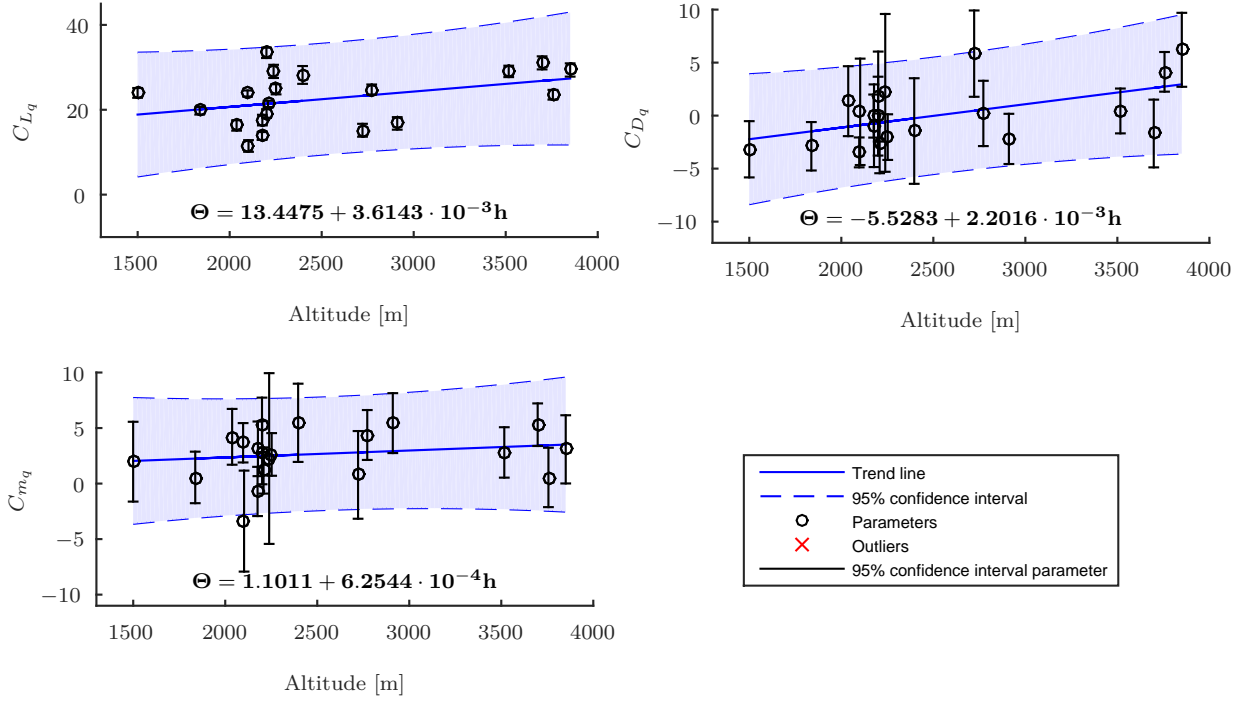 C_{L_q}
40
20
0
Θ = 13.4475 + 3.6143 · 10^{−3}h
1500 2000 2500 3000 3500 4000
Altitude [m]
C_{D_q}
10
5
0
−5
−10
Θ = −5.5283 + 2.2016 · 10^{−3}h
1500 2000 2500 3000 3500 4000
Altitude [m]
C_{m_q}
10
5
0
−5
−10
Θ = 1.1011 + 6.2544 · 10^{−4}h
1500 2000 2500 3000 3500 4000
Altitude [m]
Trend line
95% confidence interval
Parameters
Outliers
95% confidence interval parameter